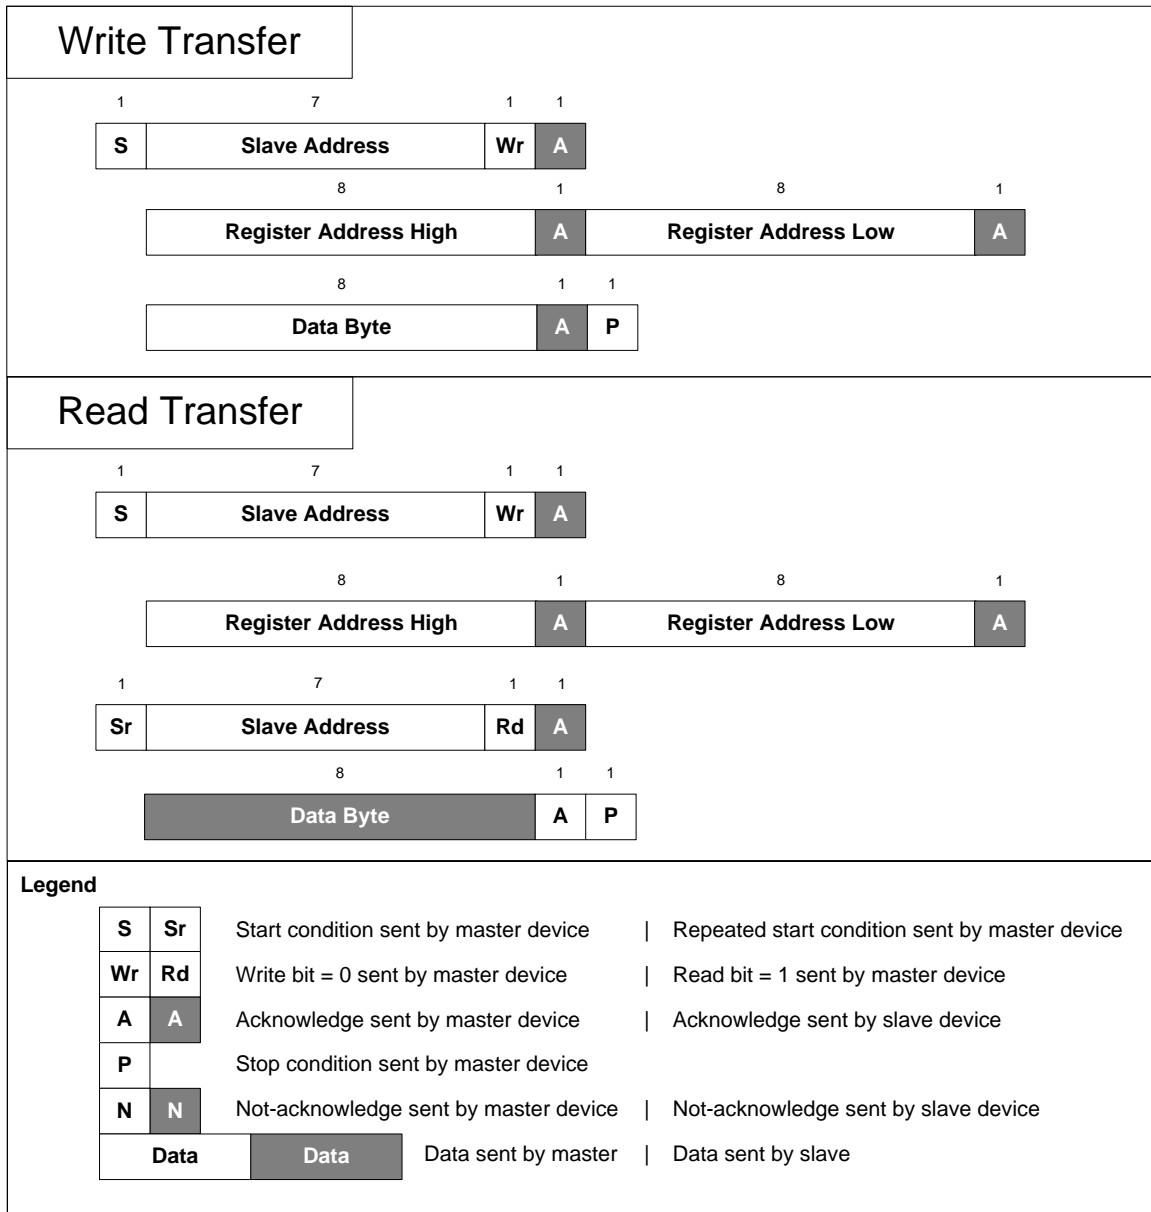 Write Transfer
1 7 1 1
S Slave Address Wr A
8 1 8 1
Register Address High A Register Address Low A
8 1 1
Data Byte A P
Read Transfer
1 7 1 1
S Slave Address Wr A
8 1 8 1
Register Address High A Register Address Low A
1 7 1 1
Sr Slave Address Rd A
8 1 1
Data Byte A P
Legend
S Sr Start condition sent by master device | Repeated start condition sent by master device
Wr Rd Write bit = 0 sent by master device | Read bit = 1 sent by master device
A A Acknowledge sent by master device | Acknowledge sent by slave device
P Stop condition sent by master device
N N Not-acknowledge sent by master device | Not-acknowledge sent by slave device
Data Data Data sent by master | Data sent by slave